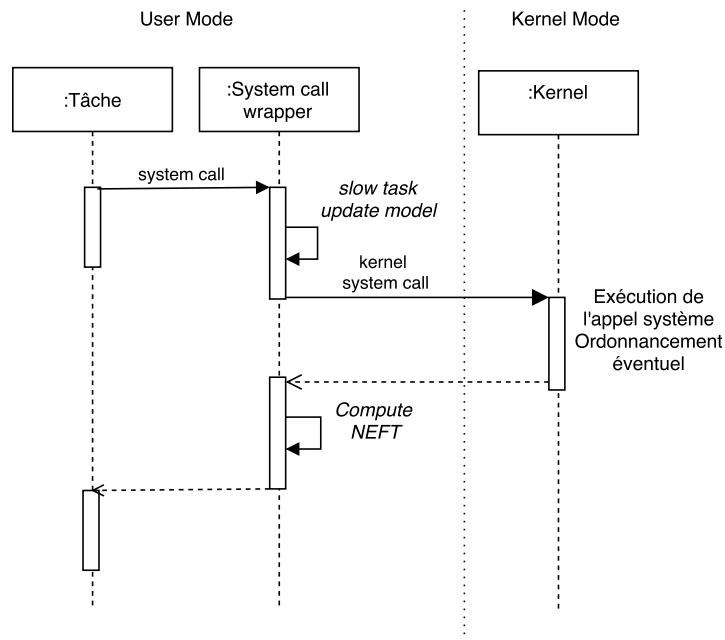 User Mode
Kernel Mode
:Tâche
:System call
wrapper
:Kernel
system call
slow task
update model
kernel
system call
Exécution de
l'appel système
Ordonnancement
éventuel
Compute
NEFT